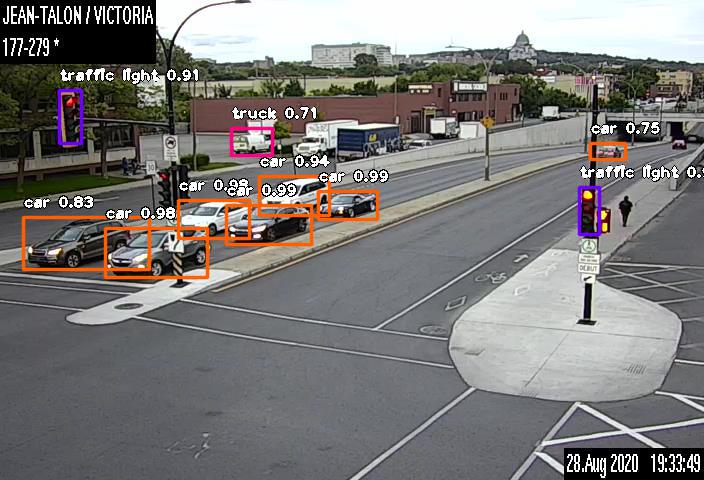 JEAN-TALON / VICTORIA
177-279 *
traffic light 0.91
truck 0.71
car 0.75
car 0.94
car 0.99
traffic light 0.9
car 0.99
car 0.83
car 0.98
DÉBUT
28.Aug 2020 19:33:49